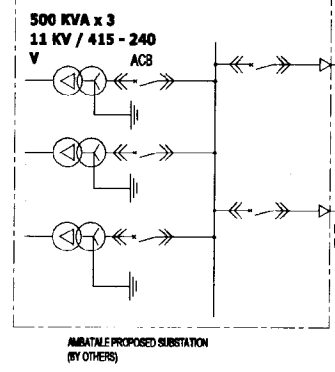 500 KVA x 3
11 KV / 415 - 240
V
ACB
AMBATALE PROPOSED SUBSTATION
(BY OTHERS)